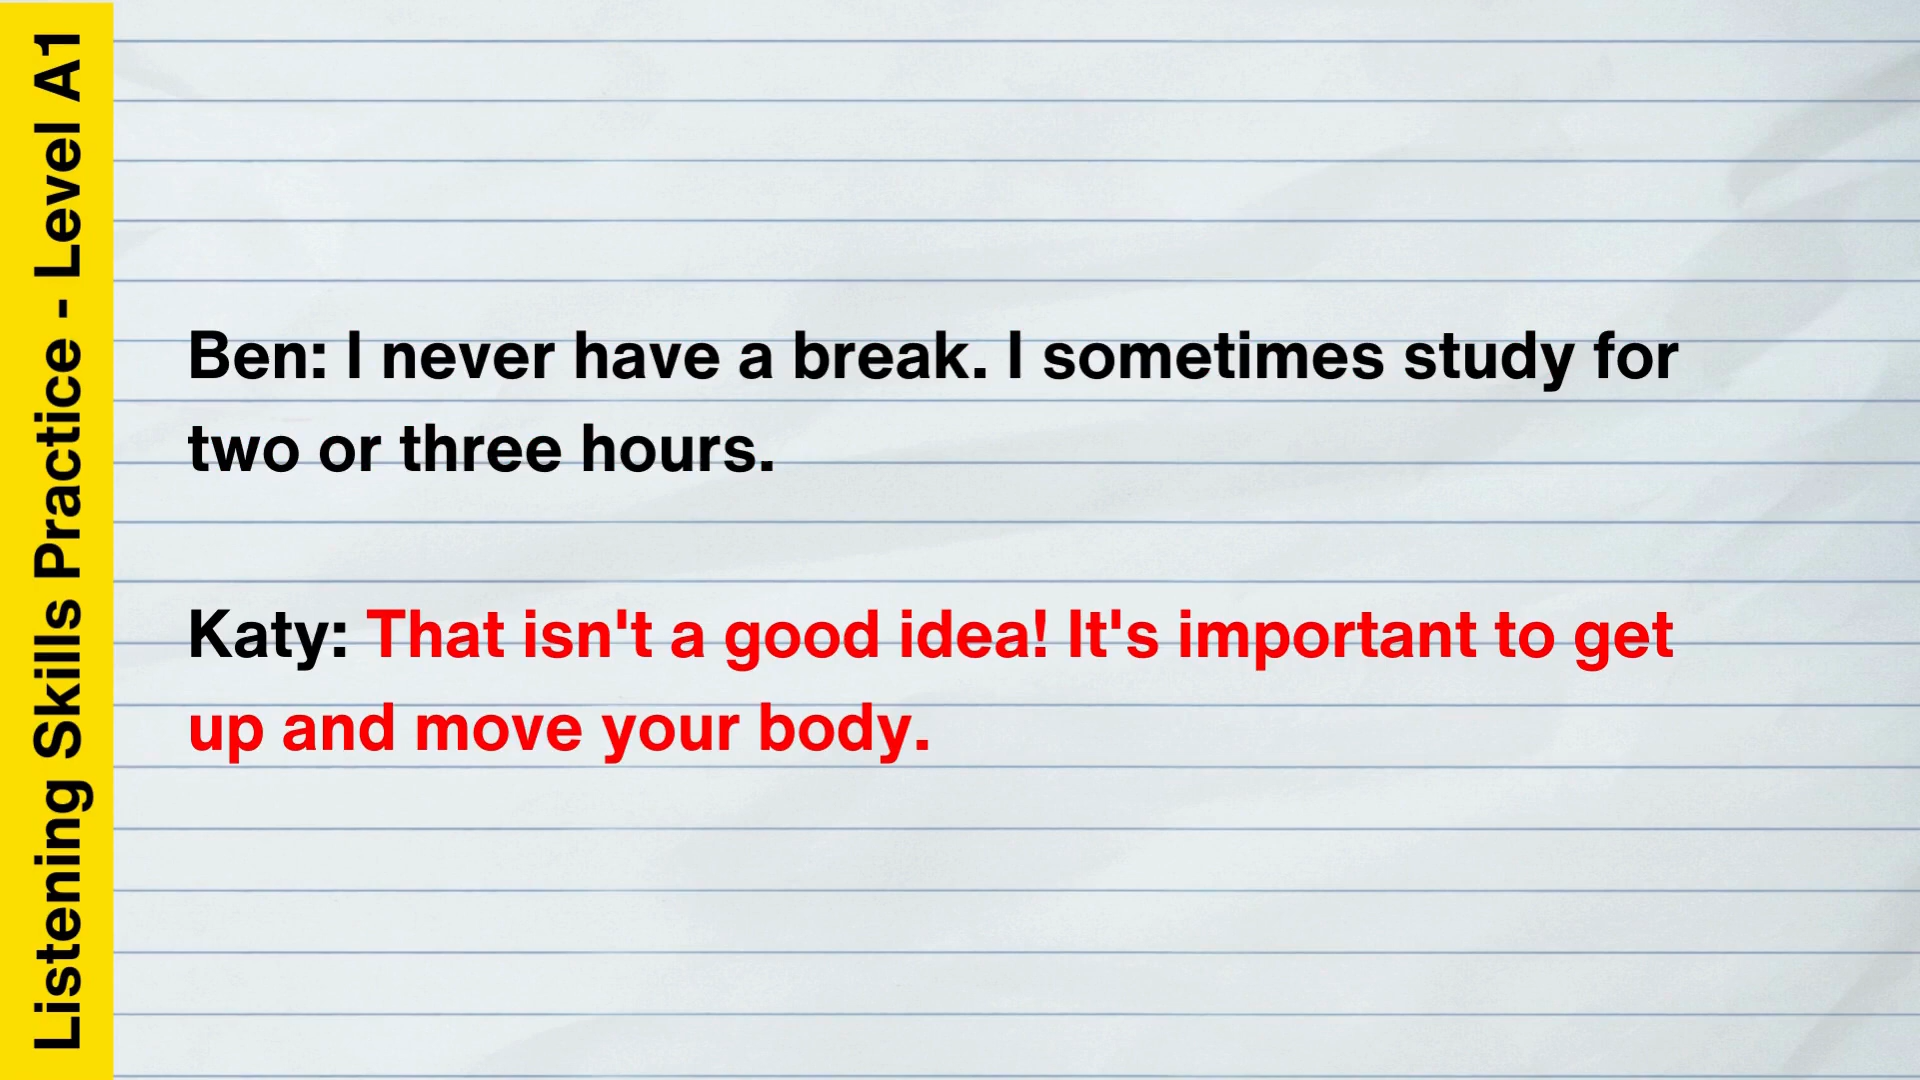 Listening Skills Practice - Level A1
Ben: I never have a break. I sometimes study for
two or three hours.
Katy: That isn't a good idea! It's important to get
up and move your body.